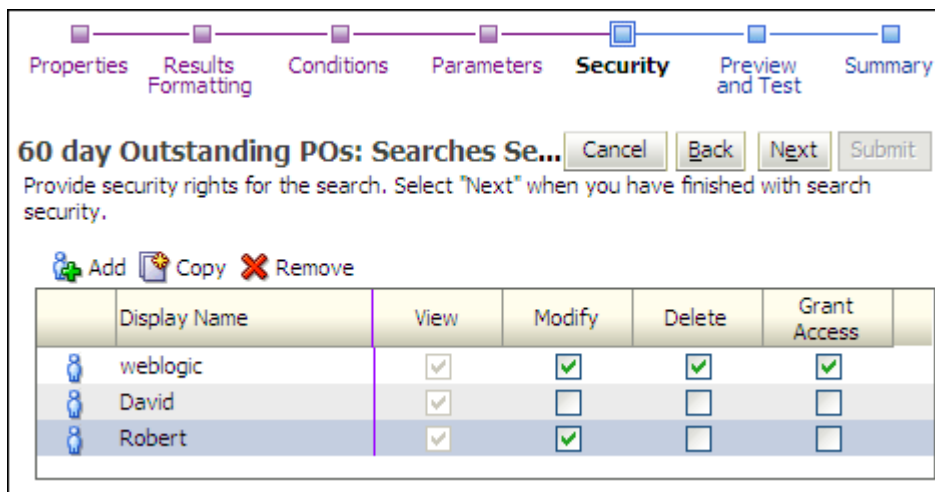 Properties Results Formatting Conditions Parameters Security Preview and Test Summary
60 day Outstanding POs: Searches Se... Cancel Back Next Submit
Provide security rights for the search. Select "Next" when you have finished with search
security.
Add Copy Remove
Display Name View Modify Delete Grant Access
weblogic
David
Robert